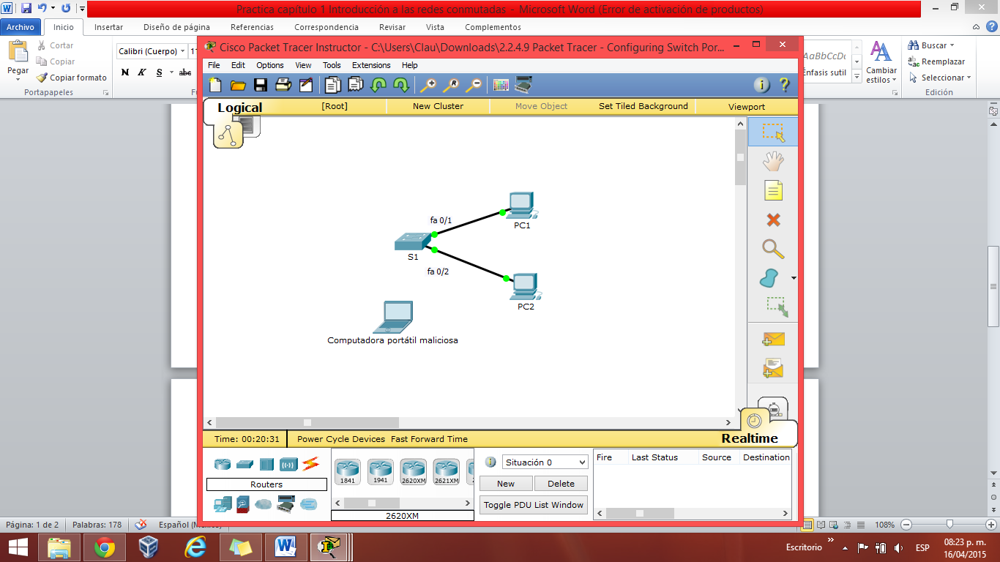 Practica capítulo 1 Introducción a las redes conmutadas - Microsoft Word (Error de activación de productos)
Archivo Inicio Insertar Diseño de página Referencias Correspondencia Revisar Vista Complementos
Pegar
Cortar
Copiar
Copiar formato
Portapapeles
Calibri (Cuerpo)
N K S abc
AaBbCcDc
Énfasis sutil
Cambiar estilos
Buscar
Reemplazar
Seleccionar
Edición
Cisco Packet Tracer Instructor - C:\Users\Clau\Downloads\2.2.4.9 Packet Tracer - Configuring Switch Por...
File Edit Options View Tools Extensions Help
Logical [Root] New Cluster Move Object Set Tiled Background Viewport
fa 0/1
PC1
S1
fa 0/2
PC2
Computadora portátil maliciosa
Time: 00:20:31 Power Cycle Devices Fast Forward Time Realtime
Routers
1841 1941 2620XM 2621XM
2620XM
Situación 0
New Delete
Toggle PDU List Window
Fire Last Status Source Destination
Página: 1 de 2 Palabras: 178 108%
Escritorio ESP
08:23 p. m.
16/04/2015